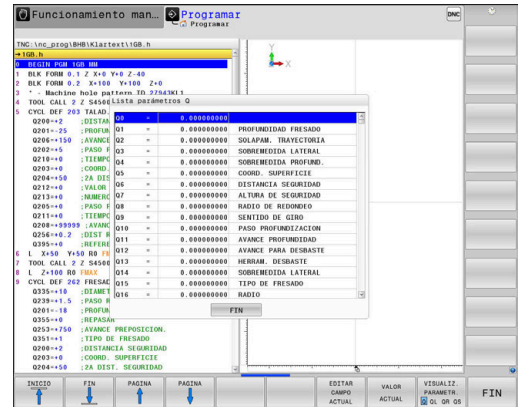 Funcionamiento man...
Programar
Programar
DNC
TNC:\nc_prog\BHB\Klartext\1GB.h
→1GB.h
0 BEGIN PGM 1GB MM
1 BLK FORM 0.1 Z X+0 Y+0 Z-40
2 BLK FORM 0.2 X+100 Y+100 Z+0
3 * - Machine hole pattern ID 27943KL1
4 TOOL CALL 2 Z S4500
5 CYCL DEF 203 TALAD.
Q200=+2 ;DISTAN
Q201=-25 ;PROFUN
Q206=+150 ;AVANCE
Q202=+5 ;PASO P
Q210=+0 ;TIEMPO
Q203=+0 ;COORD.
Q204=+50 ;2A DIS
Q212=+0 ;VALOR
Q213=+0 ;NUMERO
Q205=+0 ;PASO P
Q211=+0 ;TIEMPO
Q208=+99999 ;AVANC
Q256=+0.2 ;DIST R
Q395=+0 ;REFERE
6 L X+50 Y+50 R0 FM
7 TOOL CALL 2 Z S4500
8 L Z+100 R0 FMAX
9 CYCL DEF 262 FRESAD
Q335=+10 ;DIAMET
Q239=+1.5 ;PASO R
Q201=-18 ;PROFUN
Q355=+0 ;REPASAR
Q253=+750 ;AVANCE PREPOSICION.
Q351=+1 ;TIPO DE FRESADO
Q200=+2 ;DISTANCIA SEGURIDAD
Q203=+0 ;COORD. SUPERFICIE
Q204=+50 ;2A DIST. SEGURIDAD
Lista parámetros Q
Q0 = 0.000000000
Q1 = 0.000000000 PROFUNDIDAD FRESADO
Q2 = 0.000000000 SOLAPAM. TRAYECTORIA
Q3 = 0.000000000 SOBREMEDIDA LATERAL
Q4 = 0.000000000 SOBREMEDIDA PROFUND.
Q5 = 0.000000000 COORD. SUPERFICIE
Q6 = 0.000000000 DISTANCIA SEGURIDAD
Q7 = 0.000000000 ALTURA DE SEGURIDAD
Q8 = 0.000000000 RADIO DE REDONDEO
Q9 = 0.000000000 SENTIDO DE GIRO
Q10 = 0.000000000 PASO PROFUNDIZACION
Q11 = 0.000000000 AVANCE PROFUNDIDAD
Q12 = 0.000000000 AVANCE PARA DESBASTE
Q13 = 0.000000000 HERRAM. DESBASTE
Q14 = 0.000000000 SOBREMEDIDA LATERAL
Q15 = 0.000000000 TIPO DE FRESADO
Q16 = 0.000000000 RADIO
FIN
Y
X
INICIO
FIN
PAGINA
PAGINA
EDITAR
CAMPO
ACTUAL
VALOR
ACTUAL
VISUALIZ.
PARAMETR.
Q QL QR QS
FIN